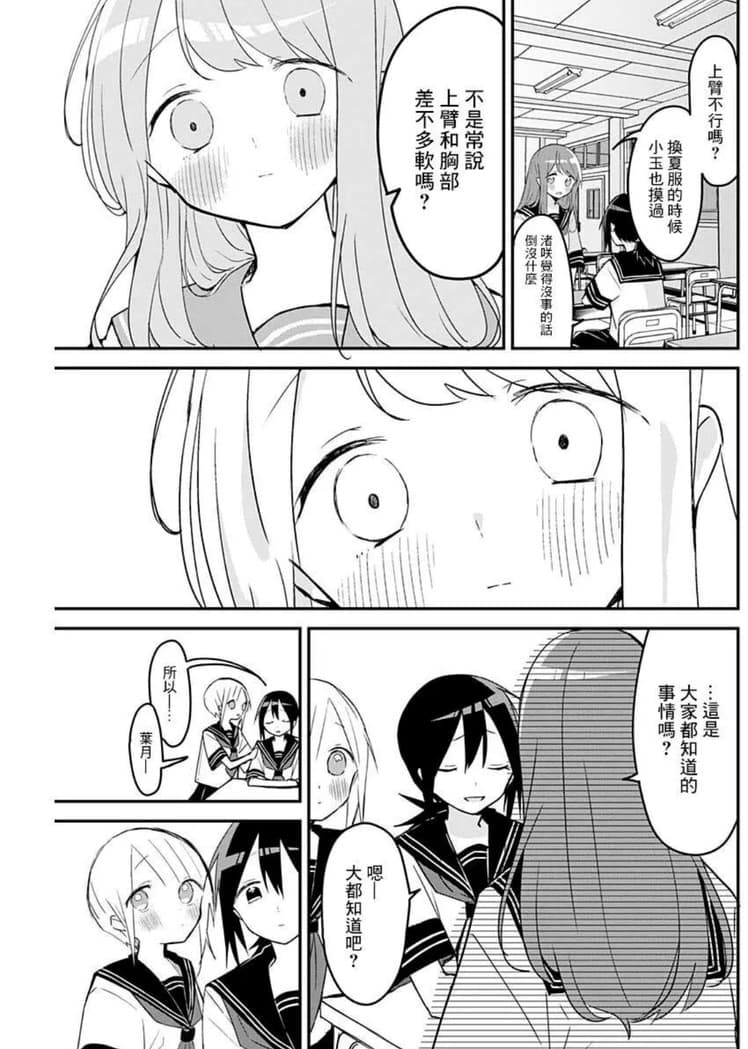 上臂不行嗎？
換夏服的時候
小玉也摸過
渚咲覺得沒事的話
倒沒什麼
不是常說
上臂和胸部
差不多軟嗎？
…這是
大家都知道的
事情嗎？
所以—…
葉月—
嗯—
大都知道吧？